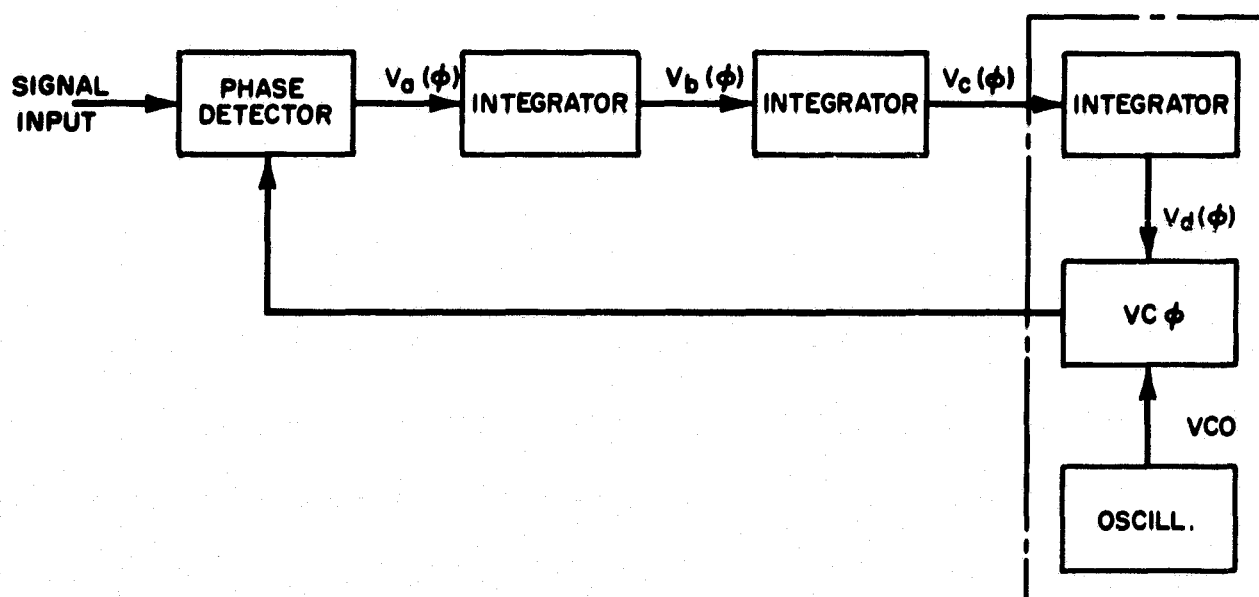 SIGNAL
INPUT
PHASE
DETECTOR
Va(ϕ)
INTEGRATOR
Vb(ϕ)
INTEGRATOR
Vc(ϕ)
INTEGRATOR
Vd(ϕ)
VC ϕ
VCO
OSCILL.